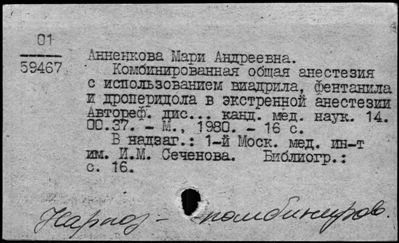 01
59467
Анненкова Мари Андреевна.
Комбинированная общая анестезия
с использованием виадрила, фентанила
и дроперидола в экстренной анестезии
Автореф. дис... канд. мед. наук. 14.
00.37. - М., 1980. - 16 с.
В надзаг.: 1-й Моск. мед. ин-т
им. И.М. Сеченова. Библиогр.:
с. 16.
Наркоз - комбиниров.